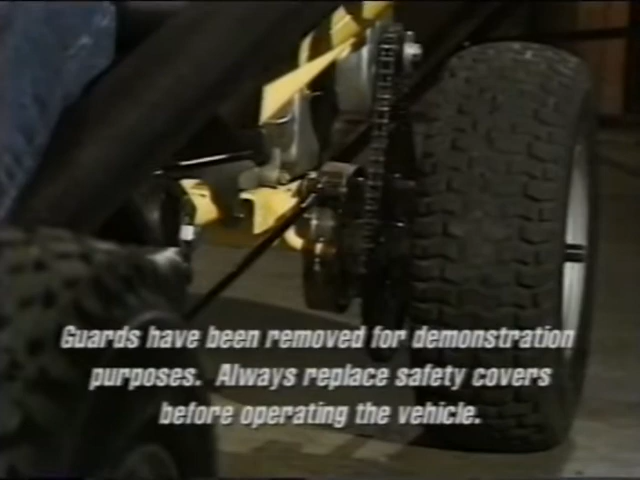 Guards have been removed for demonstration
purposes. Always replace safety covers
before operating the vehicle.